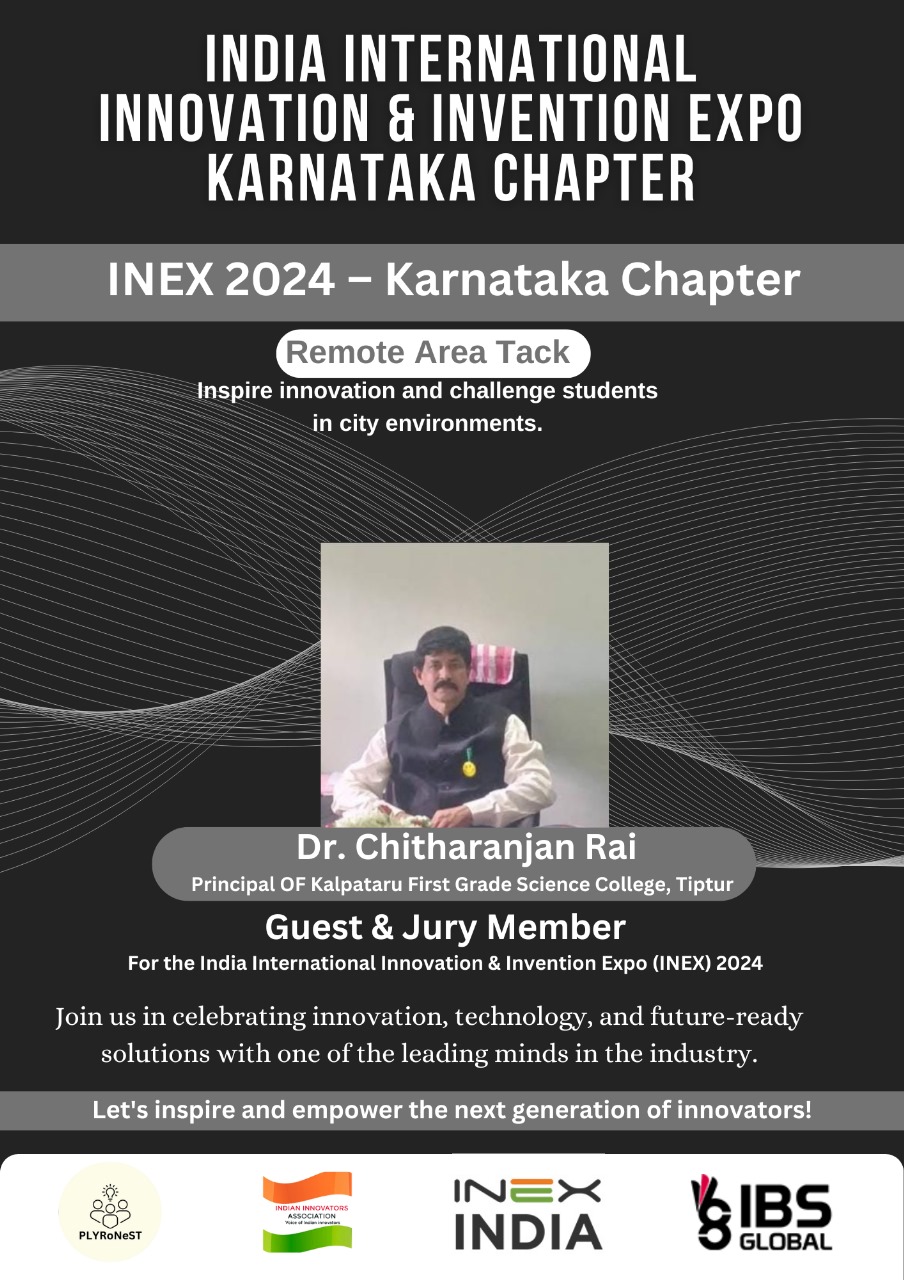 INDIA INTERNATIONAL
INNOVATION & INVENTION EXPO
KARNATAKA CHAPTER
INEX 2024 – Karnataka Chapter
Remote Area Tack
Inspire innovation and challenge students
in city environments.
Dr. Chitharanjan Rai
Principal OF Kalpataru First Grade Science College, Tiptur
Guest & Jury Member
For the India International Innovation & Invention Expo (INEX) 2024
Join us in celebrating innovation, technology, and future-ready
solutions with one of the leading minds in the industry.
Let's inspire and empower the next generation of innovators!
PLYRoNeST
INDIAN INNOVATORS
ASSOCIATION
Voice of Indian innovators
INEX
INDIA
IBS
GLOBAL